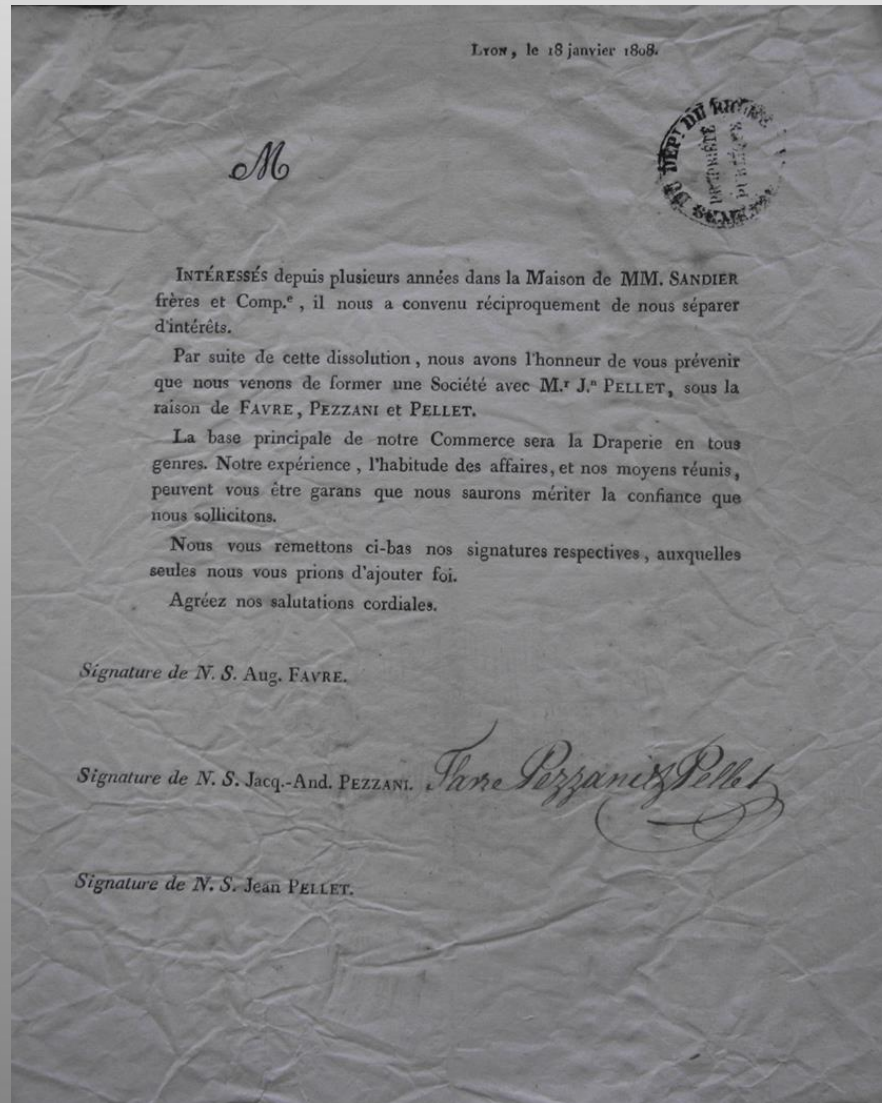 Lyon, le 18 janvier 1808.
DU DÉP.t DU RHÔNE
PROPRIÉTÉ
M
INTÉRESSÉS depuis plusieurs années dans la Maison de MM. SANDIER
frères et Comp.e, il nous a convenu réciproquement de nous séparer
d'intérêts.
Par suite de cette dissolution, nous avons l'honneur de vous prévenir
que nous venons de former une Société avec M.r J.n PELLET, sous la
raison de FAVRE, PEZZANI et PELLET.
La base principale de notre Commerce sera la Draperie en tous
genres. Notre expérience, l'habitude des affaires, et nos moyens réunis,
peuvent vous être garans que nous saurons mériter la confiance que
nous sollicitons.
Nous vous remettons ci-bas nos signatures respectives, auxquelles
seules nous vous prions d'ajouter foi.
Agréez nos salutations cordiales.
Signature de N. S. Aug. FAVRE.
Signature de N. S. Jacq.-And. PEZZANI. Favre Pezzani & Pellet
Signature de N. S. Jean PELLET.